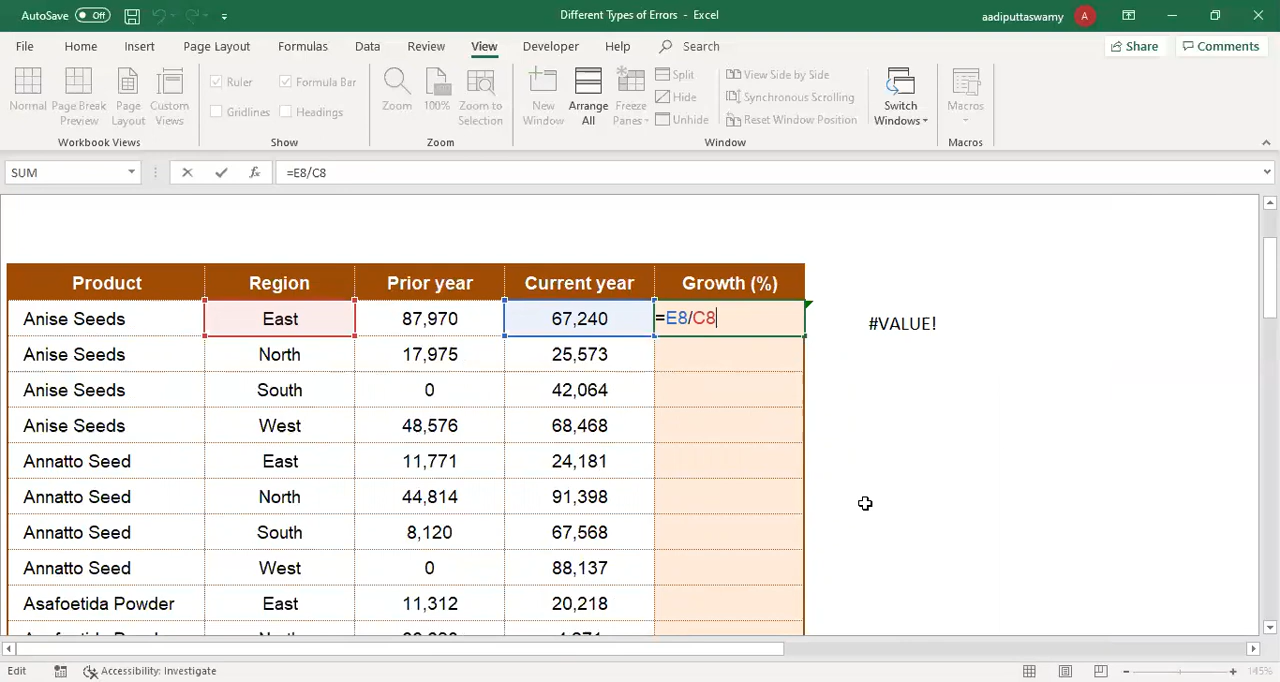 AutoSave Off
Different Types of Errors - Excel
aadiputtaswamy A
File Home Insert Page Layout Formulas Data Review View Developer Help Search Share Comments
Normal Page Break Preview Page Layout Custom Views
Workbook Views
Ruler Formula Bar
Gridlines Headings
Show
Zoom 100% Zoom to Selection
Zoom
New Window Arrange All Freeze Panes
Split
Hide
Unhide
View Side by Side
Synchronous Scrolling
Reset Window Position
Switch Windows
Window
Macros
Macros
SUM fx =E8/C8
Product Region Prior year Current year Growth (%)
Anise Seeds East 87,970 67,240 =E8/C8 #VALUE!
Anise Seeds North 17,975 25,573
Anise Seeds South 0 42,064
Anise Seeds West 48,576 68,468
Annatto Seed East 11,771 24,181
Annatto Seed North 44,814 91,398
Annatto Seed South 8,120 67,568
Annatto Seed West 0 88,137
Asafoetida Powder East 11,312 20,218
Edit Accessibility: Investigate 145%